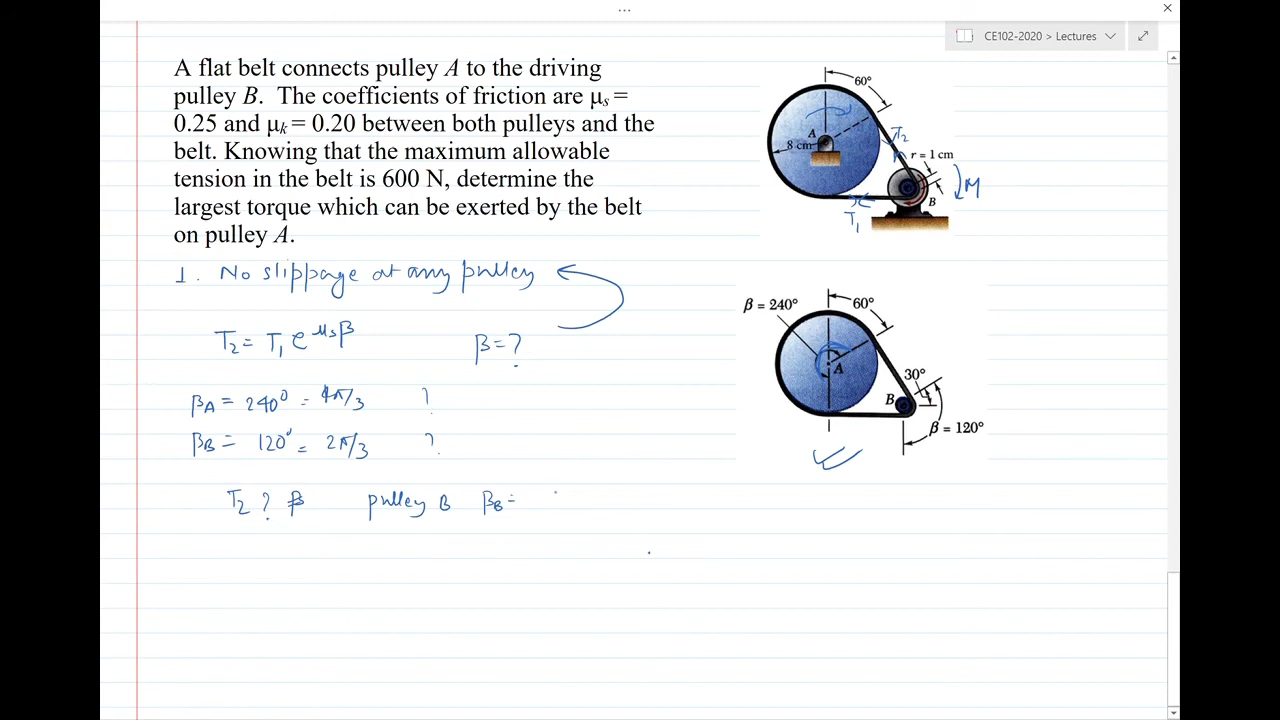 ...
CE102-2020 > Lectures
A flat belt connects pulley A to the driving
pulley B. The coefficients of friction are μs =
0.25 and μk = 0.20 between both pulleys and the
belt. Knowing that the maximum allowable
tension in the belt is 600 N, determine the
largest torque which can be exerted by the belt
on pulley A.
60°
A
8 cm
T2
r = 1 cm
M
B
T1
1. No slippage at any pulley
T2 = T1 e^μsβ β = ?
βA = 240° = 4π/3 ?
βB = 120° = 2π/3 ?
T2 ? β pulley B βB =
β = 240°
60°
A
30°
B
β = 120°